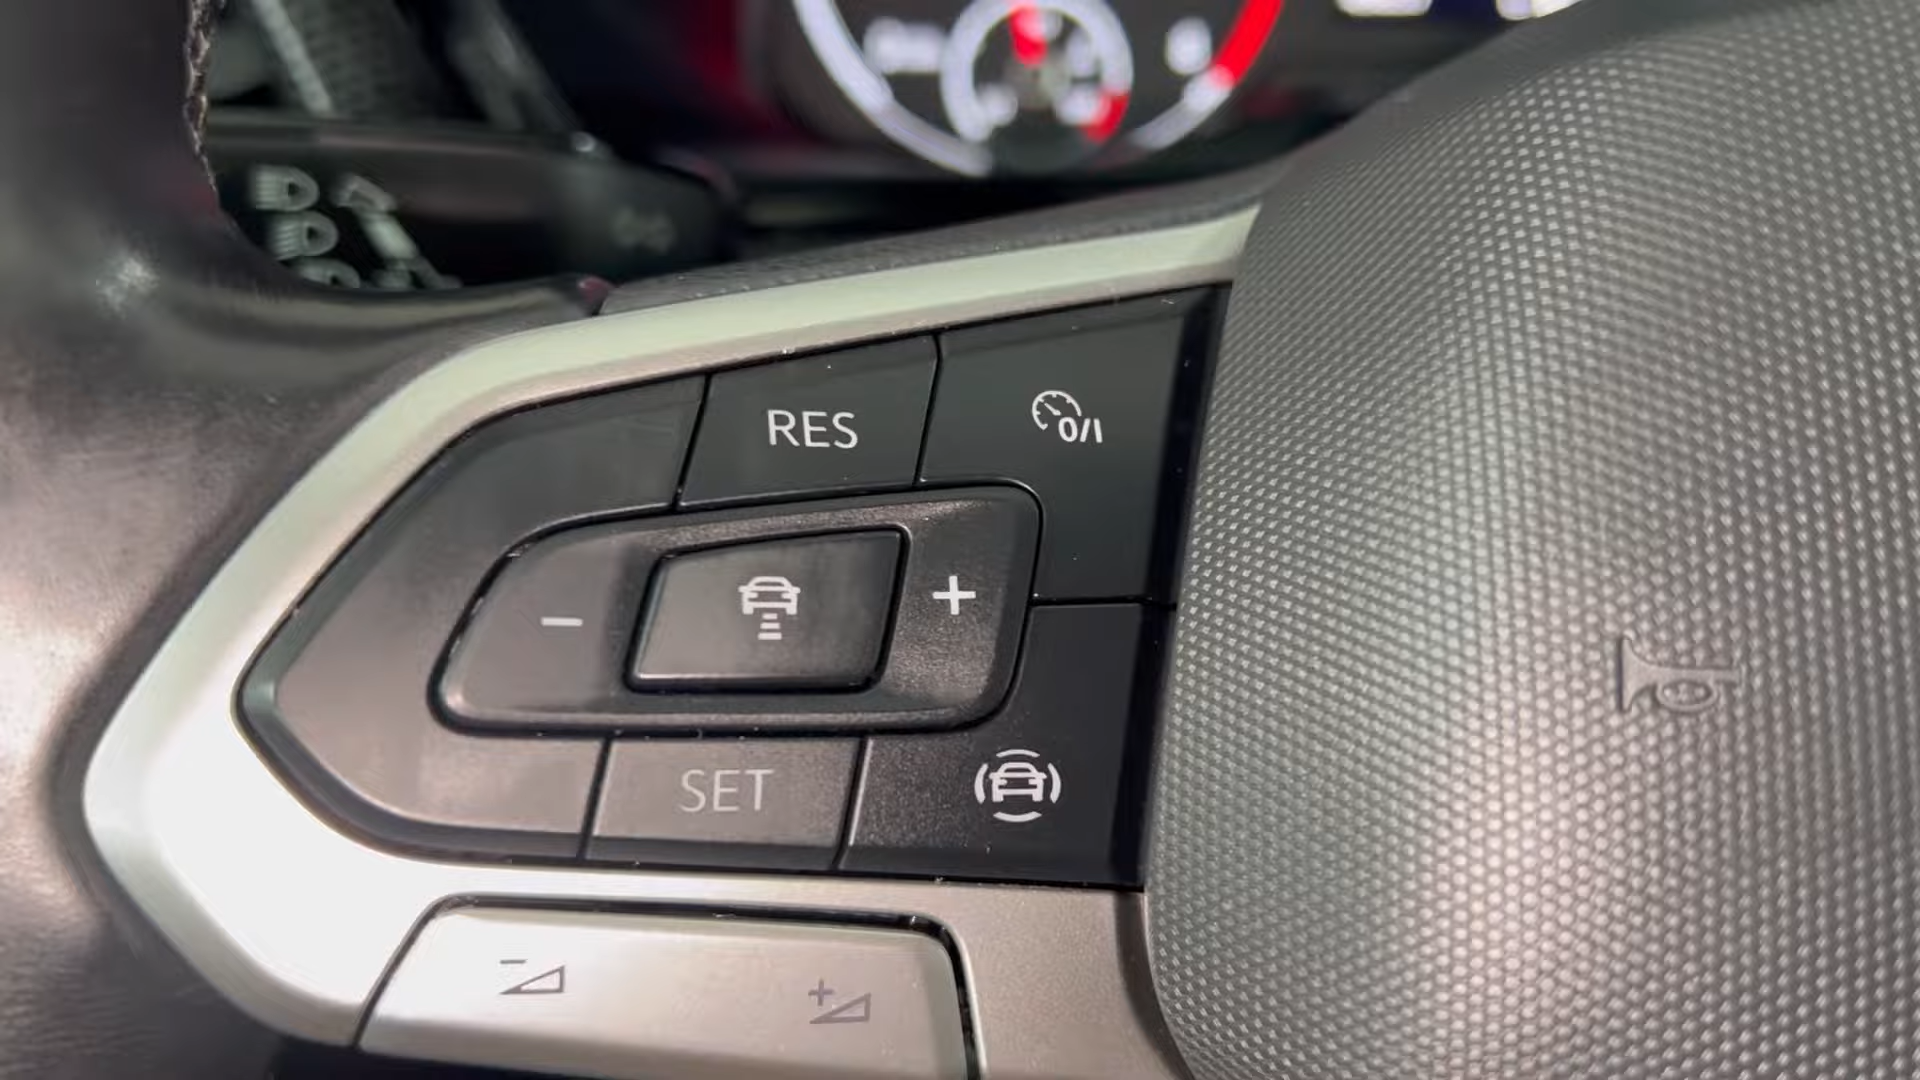 RES
0/I
− +
SET
− +